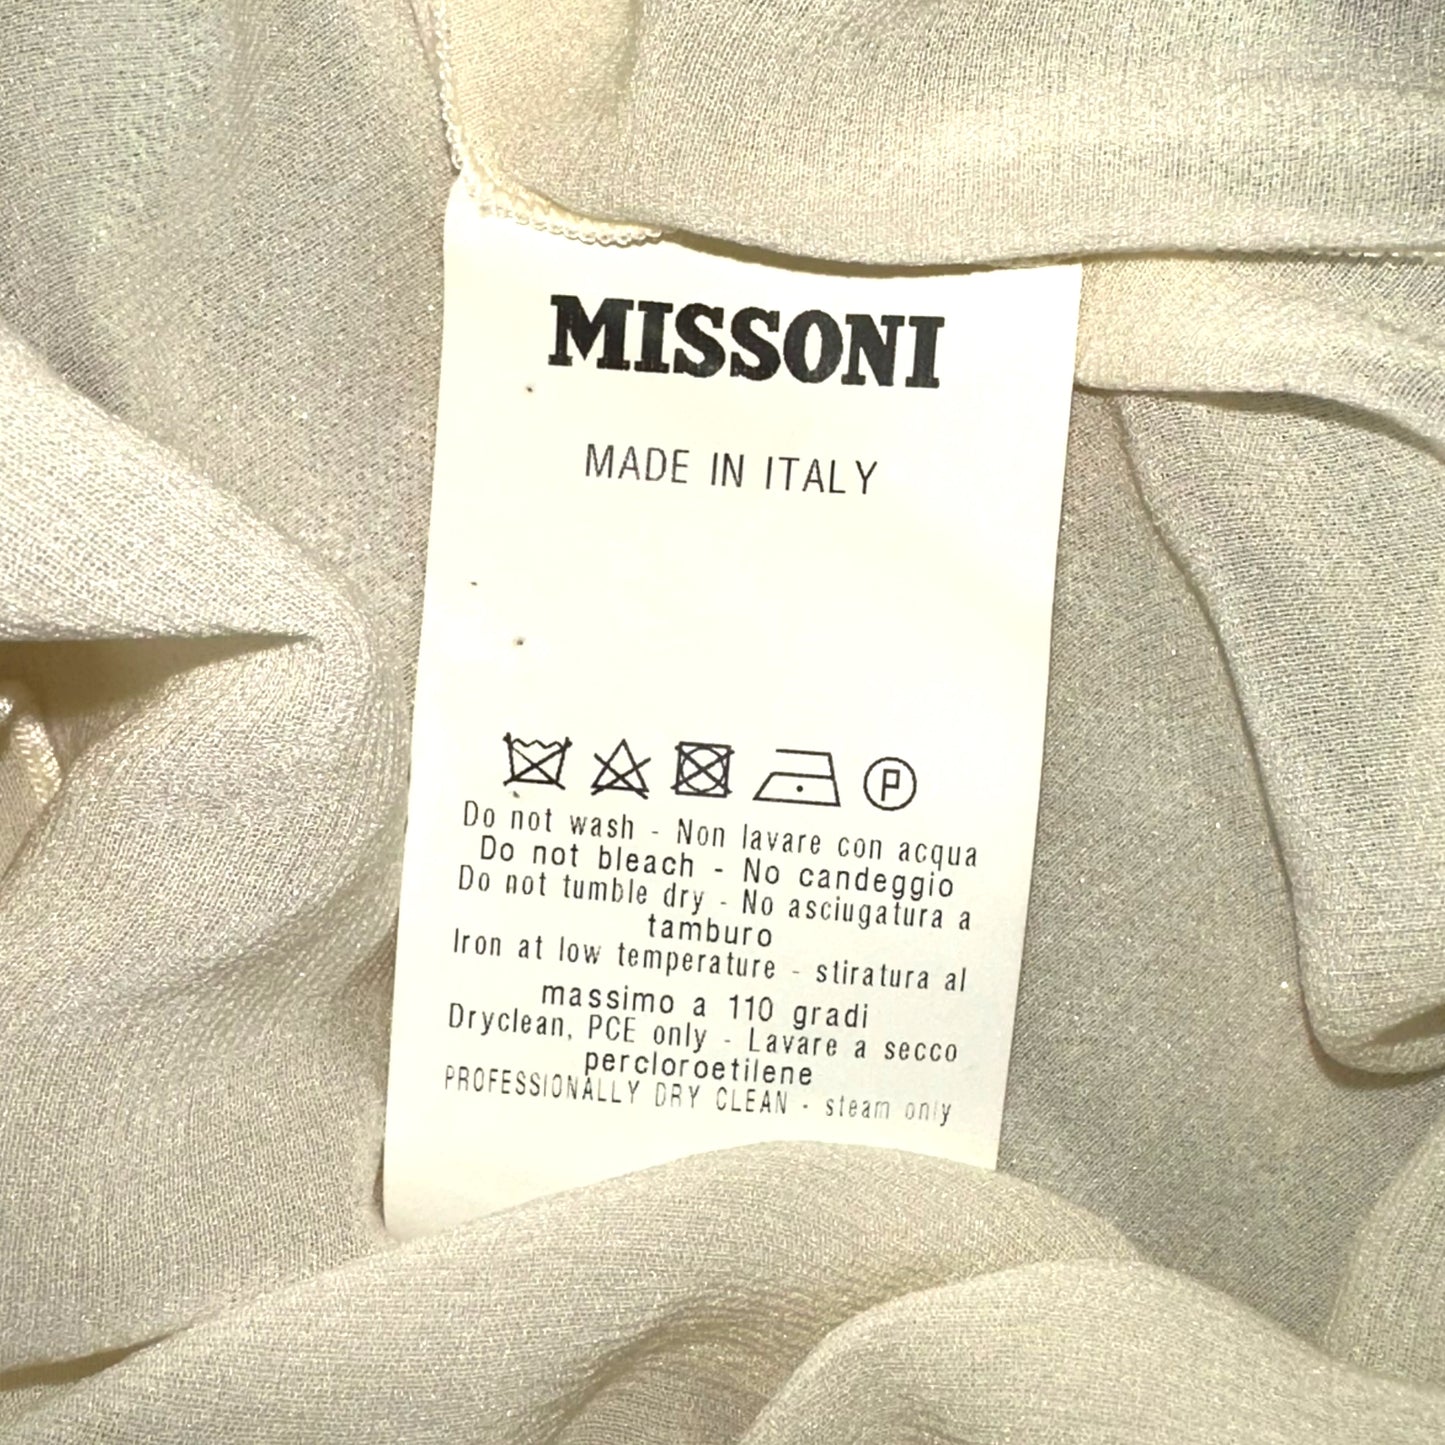 MISSONI
MADE IN ITALY
P
Do not wash - Non lavare con acqua
Do not bleach - No candeggio
Do not tumble dry - No asciugatura a
tamburo
Iron at low temperature - stiratura al
massimo a 110 gradi
Dryclean, PCE only - Lavare a secco
percloroetilene
PROFESSIONALLY DRY CLEAN - steam only